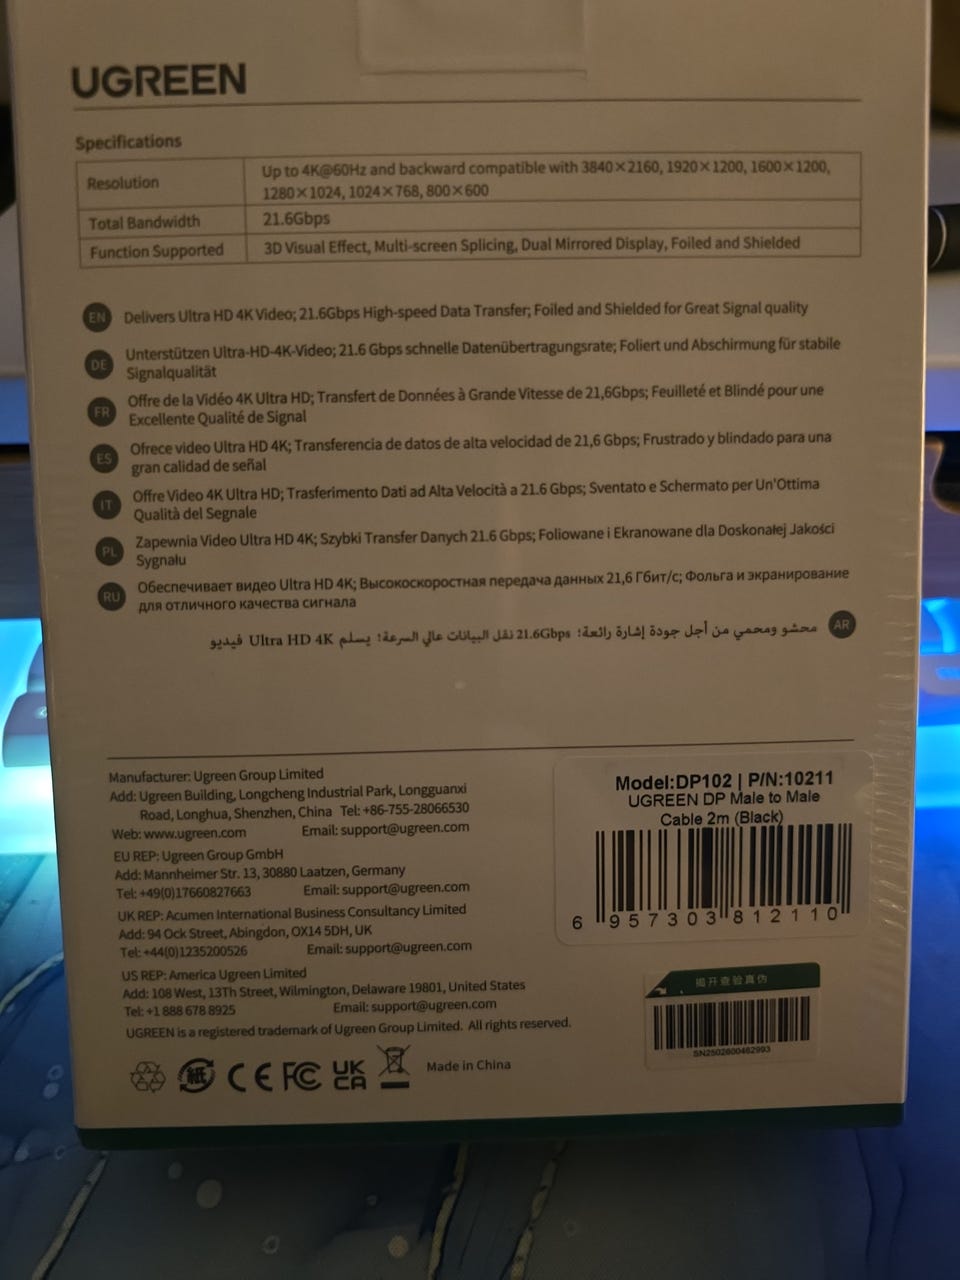 UGREEN
Specifications
Resolution
Up to 4K@60Hz and backward compatible with 3840×2160, 1920×1200, 1600×1200,
1280×1024, 1024×768, 800×600
Total Bandwidth
21.6Gbps
Function Supported
3D Visual Effect, Multi-screen Splicing, Dual Mirrored Display, Foiled and Shielded
EN Delivers Ultra HD 4K Video; 21.6Gbps High-speed Data Transfer; Foiled and Shielded for Great Signal quality
DE Unterstützen Ultra-HD-4K-Video; 21.6 Gbps schnelle Datenübertragungsrate; Foliert und Abschirmung für stabile
Signalqualität
FR Offre de la Vidéo 4K Ultra HD; Transfert de Données à Grande Vitesse de 21,6Gbps; Feuilleté et Blindé pour une
Excellente Qualité de Signal
ES Ofrece video Ultra HD 4K; Transferencia de datos de alta velocidad de 21,6 Gbps; Frustrado y blindado para una
gran calidad de señal
IT Offre Video 4K Ultra HD; Trasferimento Dati ad Alta Velocità a 21.6 Gbps; Sventato e Schermato per Un'Ottima
Qualità del Segnale
PL Zapewnia Video Ultra HD 4K; Szybki Transfer Danych 21.6 Gbps; Foliowane i Ekranowane dla Doskonałej Jakości
Sygnału
RU Обеспечивает видео Ultra HD 4K; Высокоскоростная передача данных 21,6 Гбит/с; Фольга и экранирование
для отличного качества сигнала
AR محشو ومحمي من أجل جودة إشارة رائعة؛ 21.6Gbps نقل البيانات عالي السرعة؛ يسلم Ultra HD 4K فيديو
Manufacturer: Ugreen Group Limited
Add: Ugreen Building, Longcheng Industrial Park, Longguanxi
Road, Longhua, Shenzhen, China Tel: +86-755-28066530
Web: www.ugreen.com Email: support@ugreen.com
EU REP: Ugreen Group GmbH
Add: Mannheimer Str. 13, 30880 Laatzen, Germany
Tel: +49(0)17660827663 Email: support@ugreen.com
UK REP: Acumen International Business Consultancy Limited
Add: 94 Ock Street, Abingdon, OX14 5DH, UK
Tel: +44(0)1235200526 Email: support@ugreen.com
US REP: America Ugreen Limited
Add: 108 West, 13Th Street, Wilmington, Delaware 19801, United States
Tel: +1 888 678 8925 Email: support@ugreen.com
UGREEN is a registered trademark of Ugreen Group Limited. All rights reserved.
紙 CE FC UK
CA Made in China
Model:DP102 | P/N:10211
UGREEN DP Male to Male
Cable 2m (Black)
6 957303 812110
揭开查验真伪
SN2502600462993